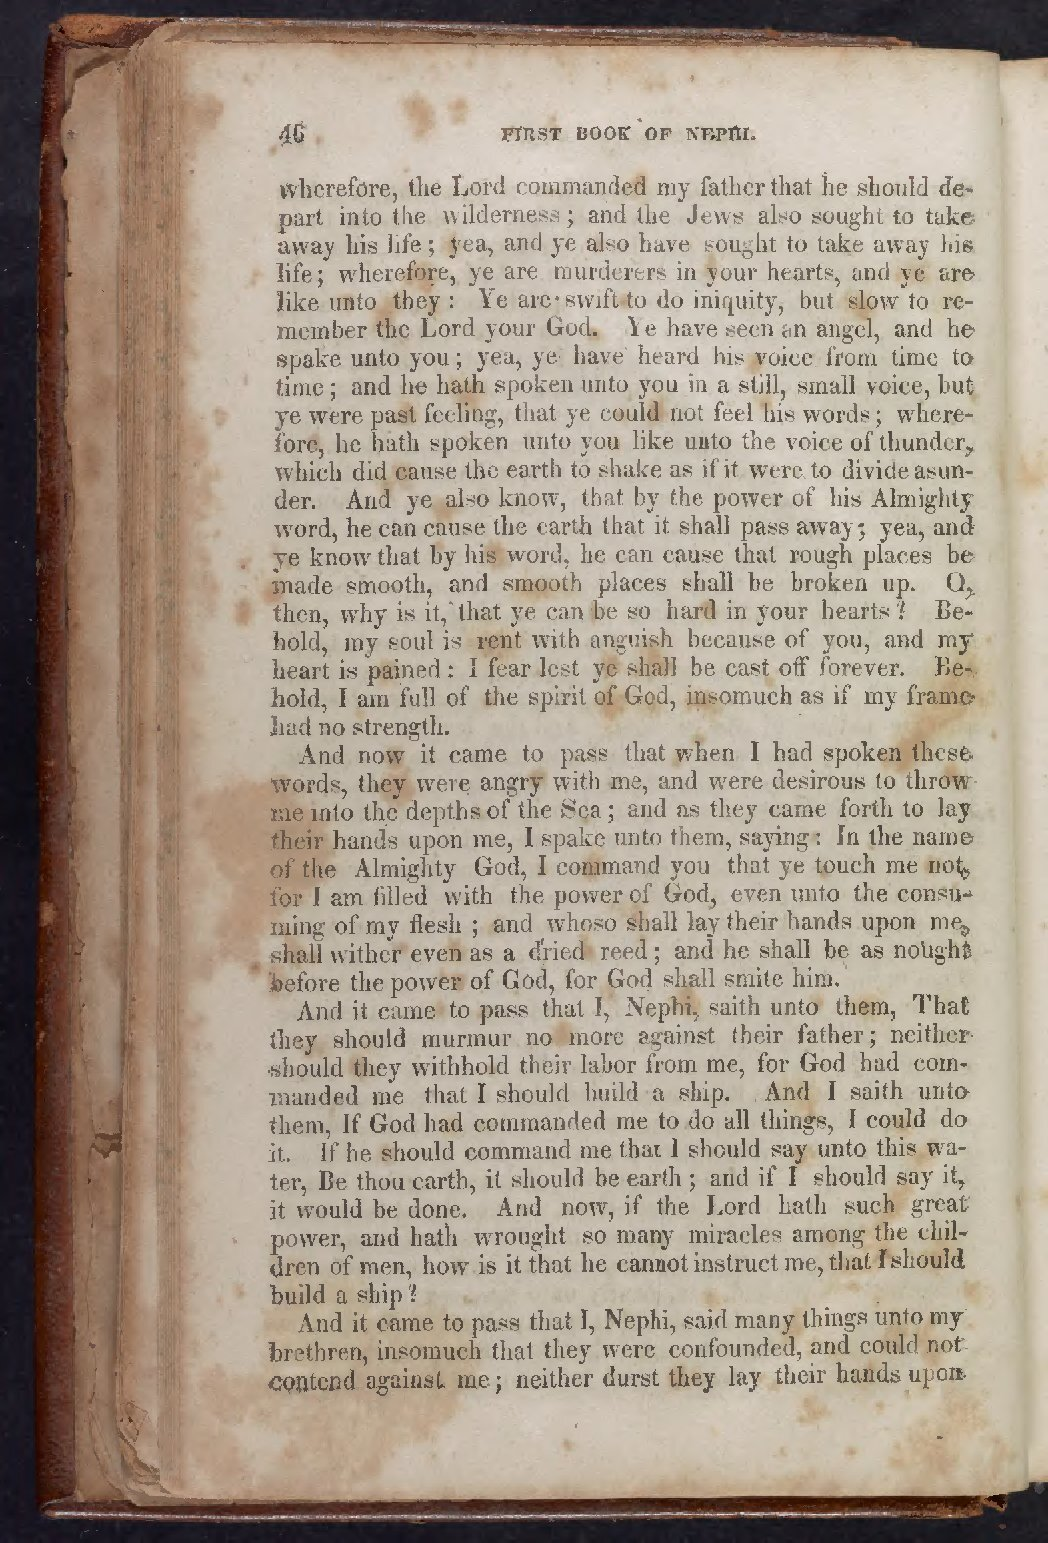 46 FIRST BOOK OF NEPHI.
wherefore, the Lord commanded my father that he should de-
part into the wilderness; and the Jews also sought to take
away his life; yea, and ye also have sought to take away his
life; wherefore, ye are murderers in your hearts, and ye are
like unto they: Ye are swift to do iniquity, but slow to re-
member the Lord your God. Ye have seen an angel, and he
spake unto you; yea, ye have heard his voice from time to
time; and he hath spoken unto you in a still, small voice, but
ye were past feeling, that ye could not feel his words; where-
fore, he hath spoken unto you like unto the voice of thunder,
which did cause the earth to shake as if it were to divide asun-
der. And ye also know, that by the power of his Almighty
word, he can cause the earth that it shall pass away; yea, and
ye know that by his word, he can cause that rough places be
made smooth, and smooth places shall be broken up. O,
then, why is it, that ye can be so hard in your hearts? Be-
hold, my soul is rent with anguish because of you, and my
heart is pained: I fear lest ye shall be cast off forever. Be-
hold, I am full of the spirit of God, insomuch as if my frame
had no strength.
And now it came to pass that when I had spoken these
words, they were angry with me, and were desirous to throw
me into the depths of the Sea; and as they came forth to lay
their hands upon me, I spake unto them, saying: In the name
of the Almighty God, I command you that ye touch me not,
for I am filled with the power of God, even unto the consu-
ming of my flesh; and whoso shall lay their hands upon me,
shall wither even as a dried reed; and he shall be as nought
before the power of God, for God shall smite him.
And it came to pass that I, Nephi, saith unto them, That
they should murmur no more against their father; neither
should they withhold their labor from me, for God had com-
manded me that I should build a ship. And I saith unto
them, If God had commanded me to do all things, I could do
it. If he should command me that I should say unto this wa-
ter, Be thou earth, it should be earth; and if I should say it,
it would be done. And now, if the Lord hath such great
power, and hath wrought so many miracles among the chil-
dren of men, how is it that he cannot instruct me, that I should
build a ship?
And it came to pass that I, Nephi, said many things unto my
brethren, insomuch that they were confounded, and could not
contend against me; neither durst they lay their hands upon